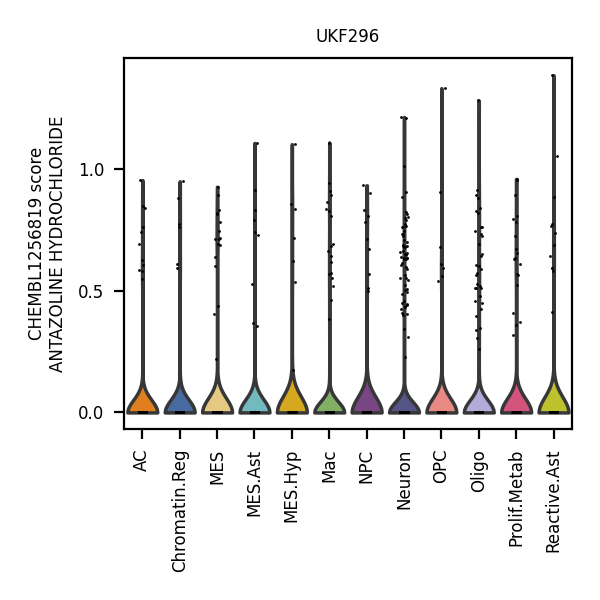 UKF296
CHEMBL1256819 score
ANTAZOLINE HYDROCHLORIDE
1.0
0.5
0.0
AC
Chromatin.Reg
MES
MES.Ast
MES.Hyp
Mac
NPC
Neuron
OPC
Oligo
Prolif.Metab
Reactive.Ast